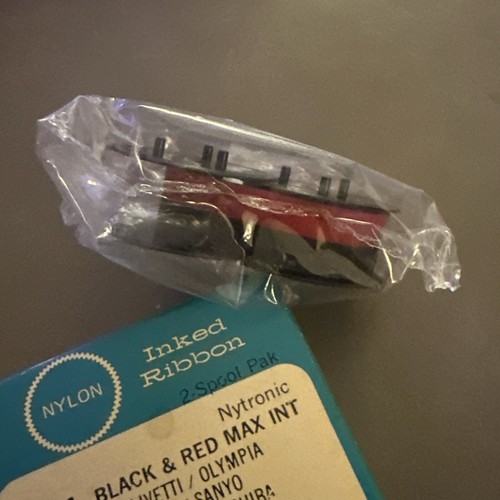 Inked
Ribbon
NYLON
2-Spool Pak
Nytronic
BLACK & RED MAX INT
/ OLYMPIA
SANYO